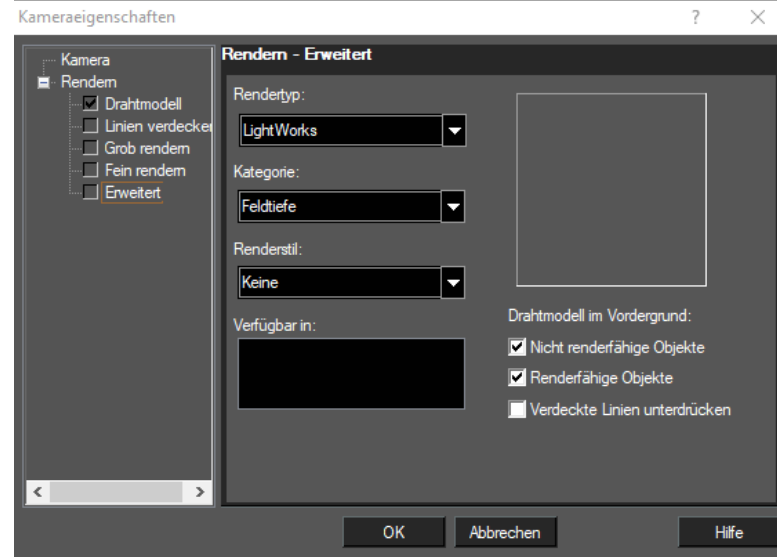 Kameraeigenschaften
Kamera
Rendern
Drahtmodell
Linien verdecken
Grob rendern
Fein rendern
Erweitert
Rendern - Erweitert
Rendertyp:
LightWorks
Kategorie:
Feldtiefe
Renderstil:
Keine
Verfügbar in:
Drahtmodell im Vordergrund:
Nicht renderfähige Objekte
Renderfähige Objekte
Verdeckte Linien unterdrücken
OK
Abbrechen
Hilfe